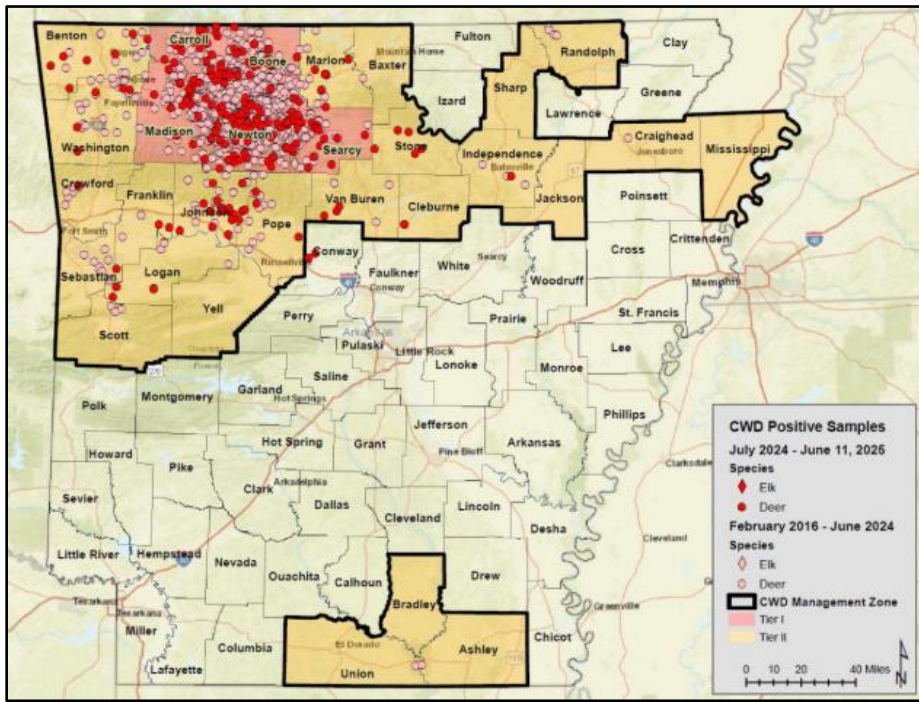 Fulton
Clay
Benton
Carroll
Boone
Marion
Mountain Home
Baxter
Randolph
Sharp
Izard
Greene
Lawrence
Fayetteville
Madison
Newton
Searcy
Stone
Independence
Batesville
Craighead
Jonesboro
Mississippi
Washington
Crawford
Franklin
Johnson
Pope
Van Buren
Cleburne
Jackson
Poinsett
Fort Smith
Russellville
Conway
Cross
Crittenden
Sebastian
Logan
Faulkner
Conway
White
Searcy
Woodruff
Memphis
Yell
Perry
St. Francis
Scott
Arkansas
Pulaski
Little Rock
Prairie
Lonoke
Lee
Monroe
Saline
Garland
Hot Springs
Montgomery
Polk
Phillips
Jefferson
Hot Spring
Grant
Pine Bluff
Arkansas
Howard
Pike
Clark
Arkadelphia
Clarksdale
Sevier
Dallas
Lincoln
Cleveland
Desha
Little River
Hempstead
Nevada
Ouachita
Calhoun
Drew
Cleveland
Texarkana
Texarkana
Bradley
Greenville
Miller
Columbia
Lafayette
El Dorado
Union
Ashley
Chicot
CWD Positive Samples
July 2024 - June 11, 2025
Species
Elk
Deer
February 2016 - June 2024
Species
Elk
Deer
CWD Management Zone
Tier I
Tier II
0 5 10 20 30 40 Miles
N